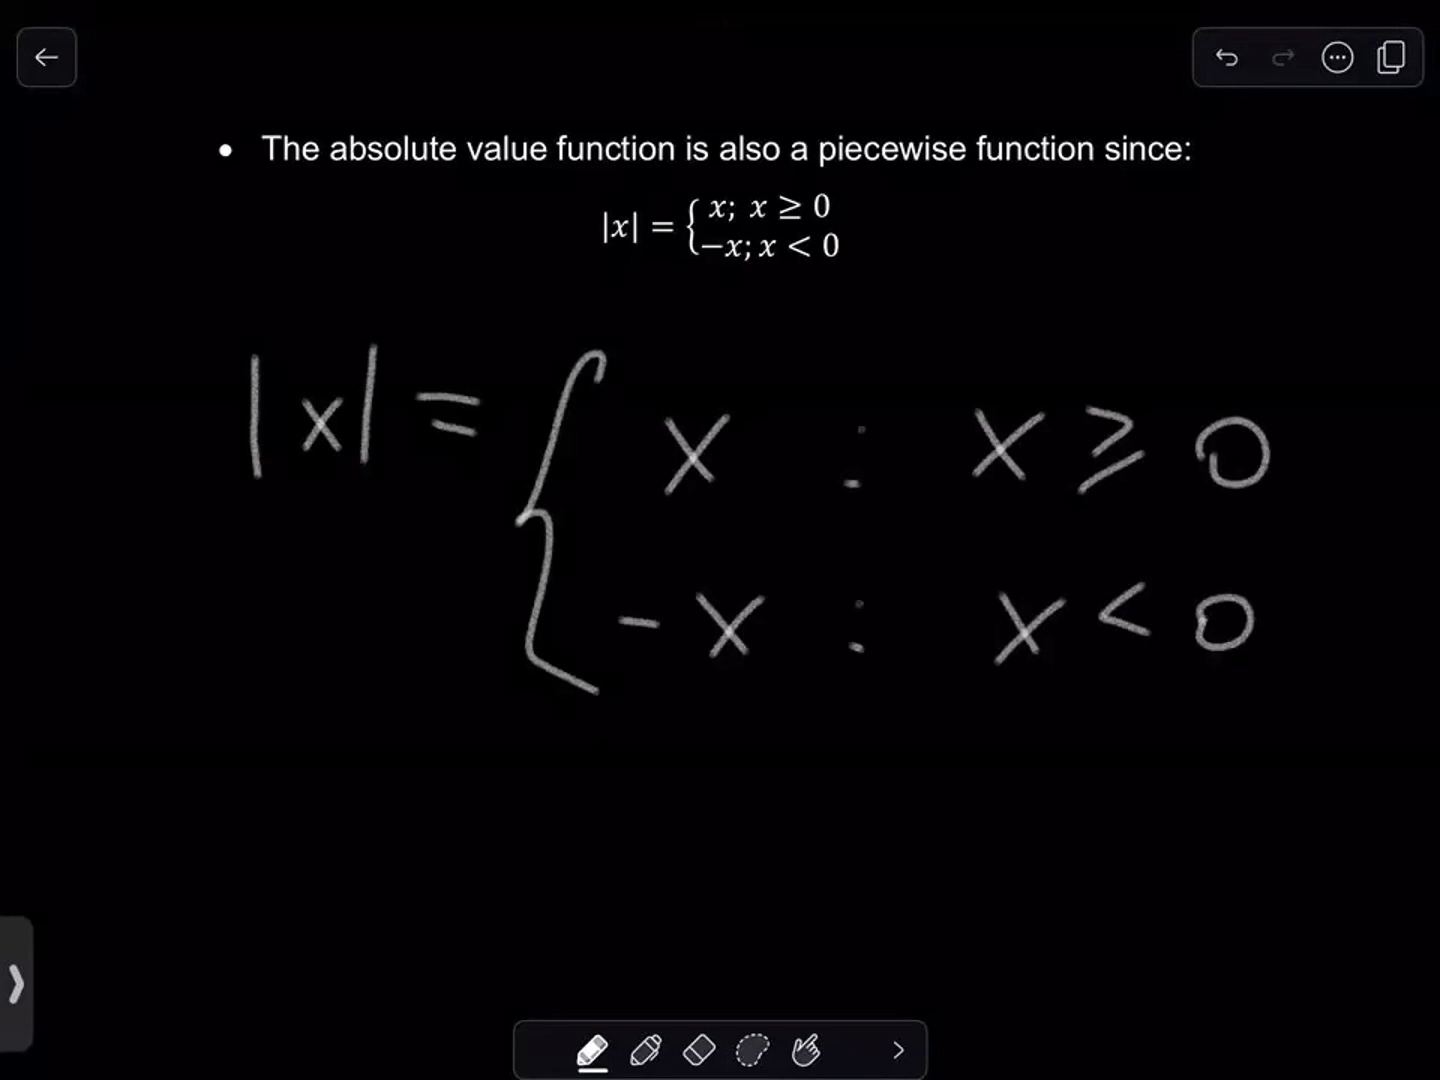 • The absolute value function is also a piecewise function since:
|x| = { x; x ≥ 0
−x; x < 0
|x| = { x : x ≥ 0
- x : x < 0